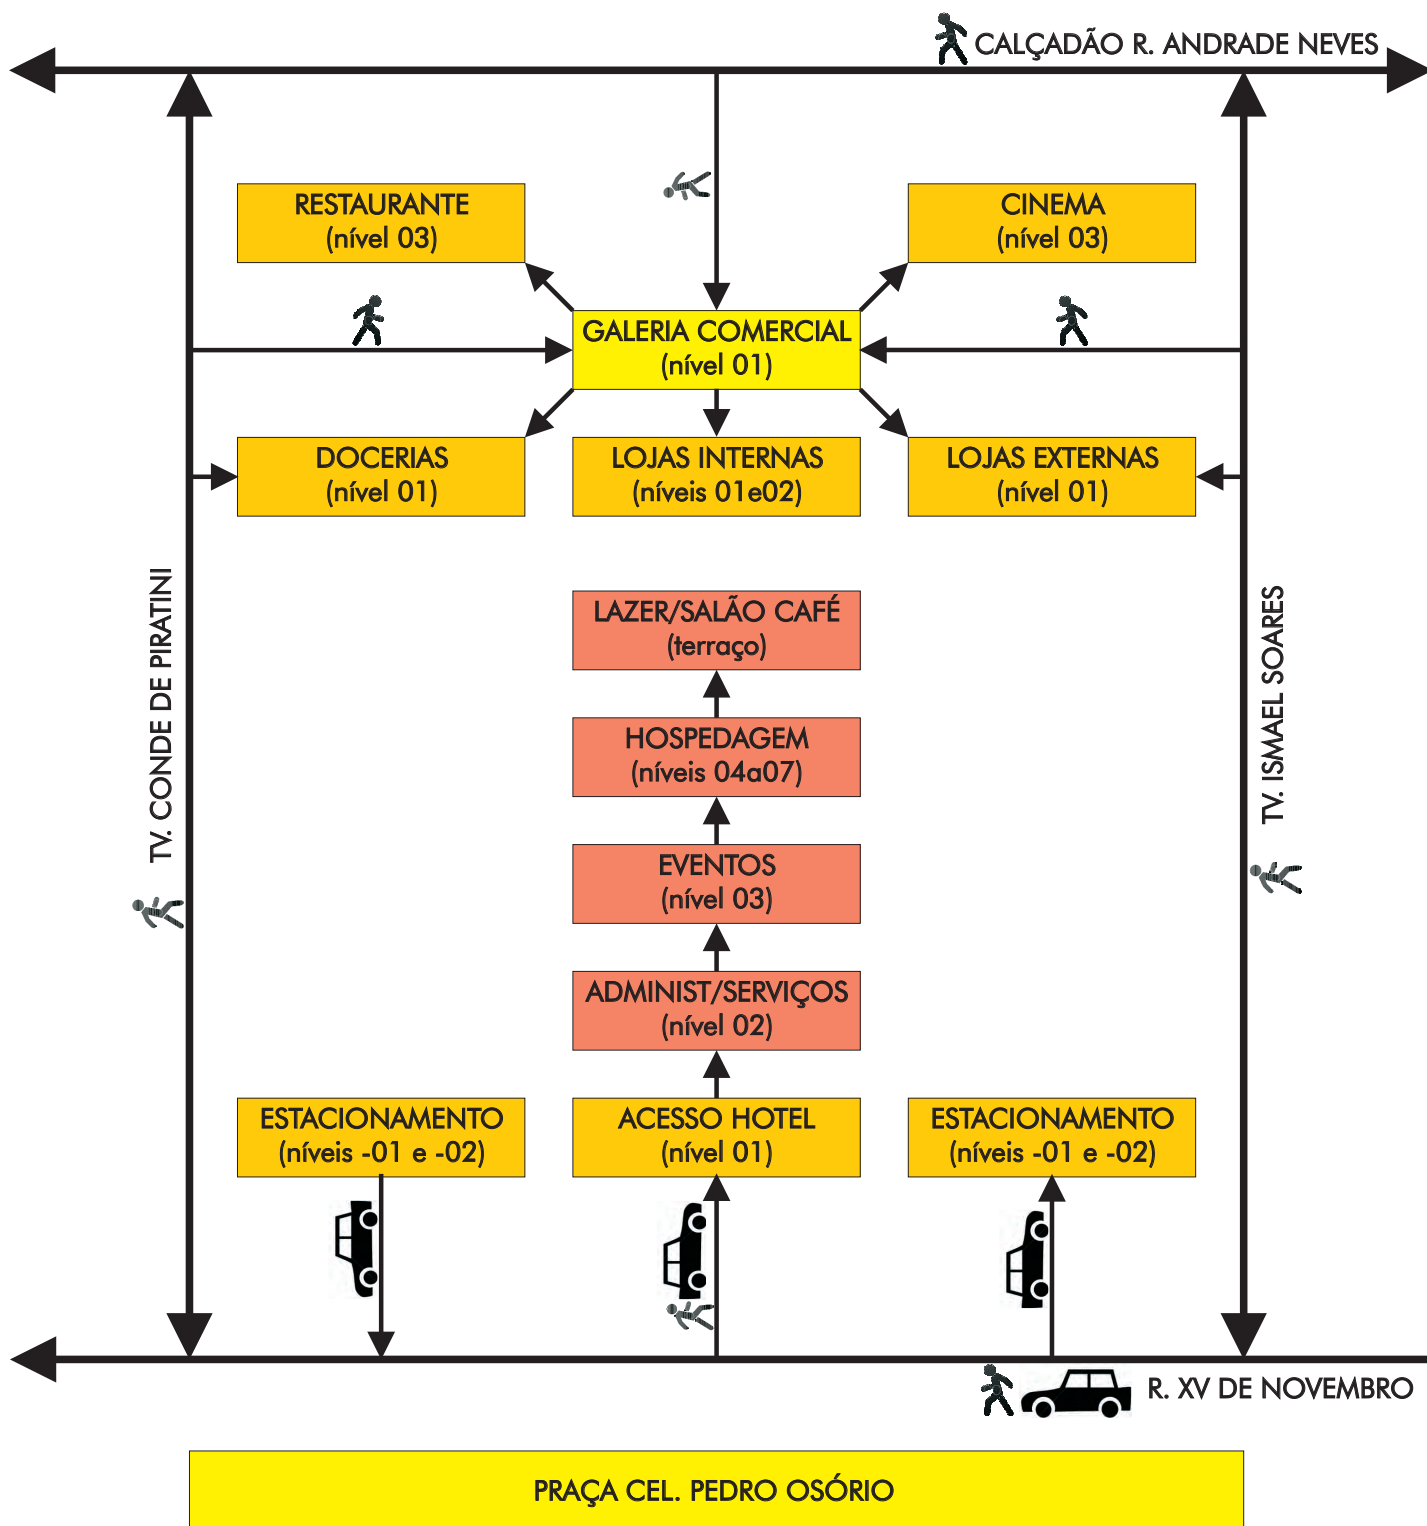 CALÇADÃO R. ANDRADE NEVES
RESTAURANTE
(nível 03)
CINEMA
(nível 03)
GALERIA COMERCIAL
(nível 01)
DOCERIAS
(nível 01)
LOJAS INTERNAS
(níveis 01e02)
LOJAS EXTERNAS
(nível 01)
TV. CONDE DE PIRATINI
TV. ISMAEL SOARES
LAZER/SALÃO CAFÉ
(terraço)
HOSPEDAGEM
(níveis 04a07)
EVENTOS
(nível 03)
ADMINIST/SERVIÇOS
(nível 02)
ESTACIONAMENTO
(níveis -01 e -02)
ACESSO HOTEL
(nível 01)
ESTACIONAMENTO
(níveis -01 e -02)
R. XV DE NOVEMBRO
PRAÇA CEL. PEDRO OSÓRIO